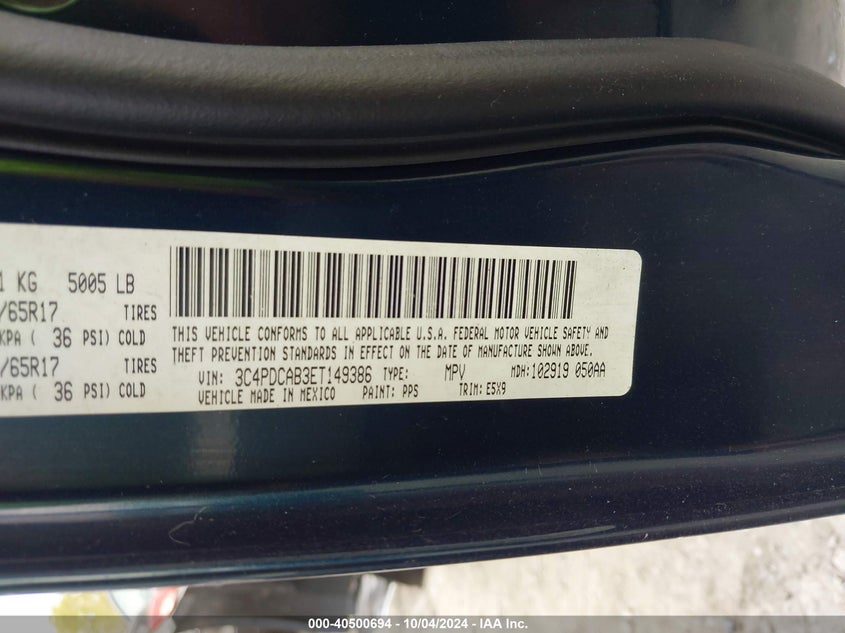 1 KG 5005 LB
/65R17 TIRES
KPA ( 36 PSI) COLD
/65R17 TIRES
KPA ( 36 PSI) COLD
THIS VEHICLE CONFORMS TO ALL APPLICABLE U.S.A. FEDERAL MOTOR VEHICLE SAFETY AND
THEFT PREVENTION STANDARDS IN EFFECT ON THE DATE OF MANUFACTURE SHOWN ABOVE.
VIN: 3C4PDCAB3ET149386 TYPE: MPV MDH: 102919 050AA
VEHICLE MADE IN MEXICO PAINT: PPS TRIM: E5X9
000-40500694 - 10/04/2024 - IAA Inc.